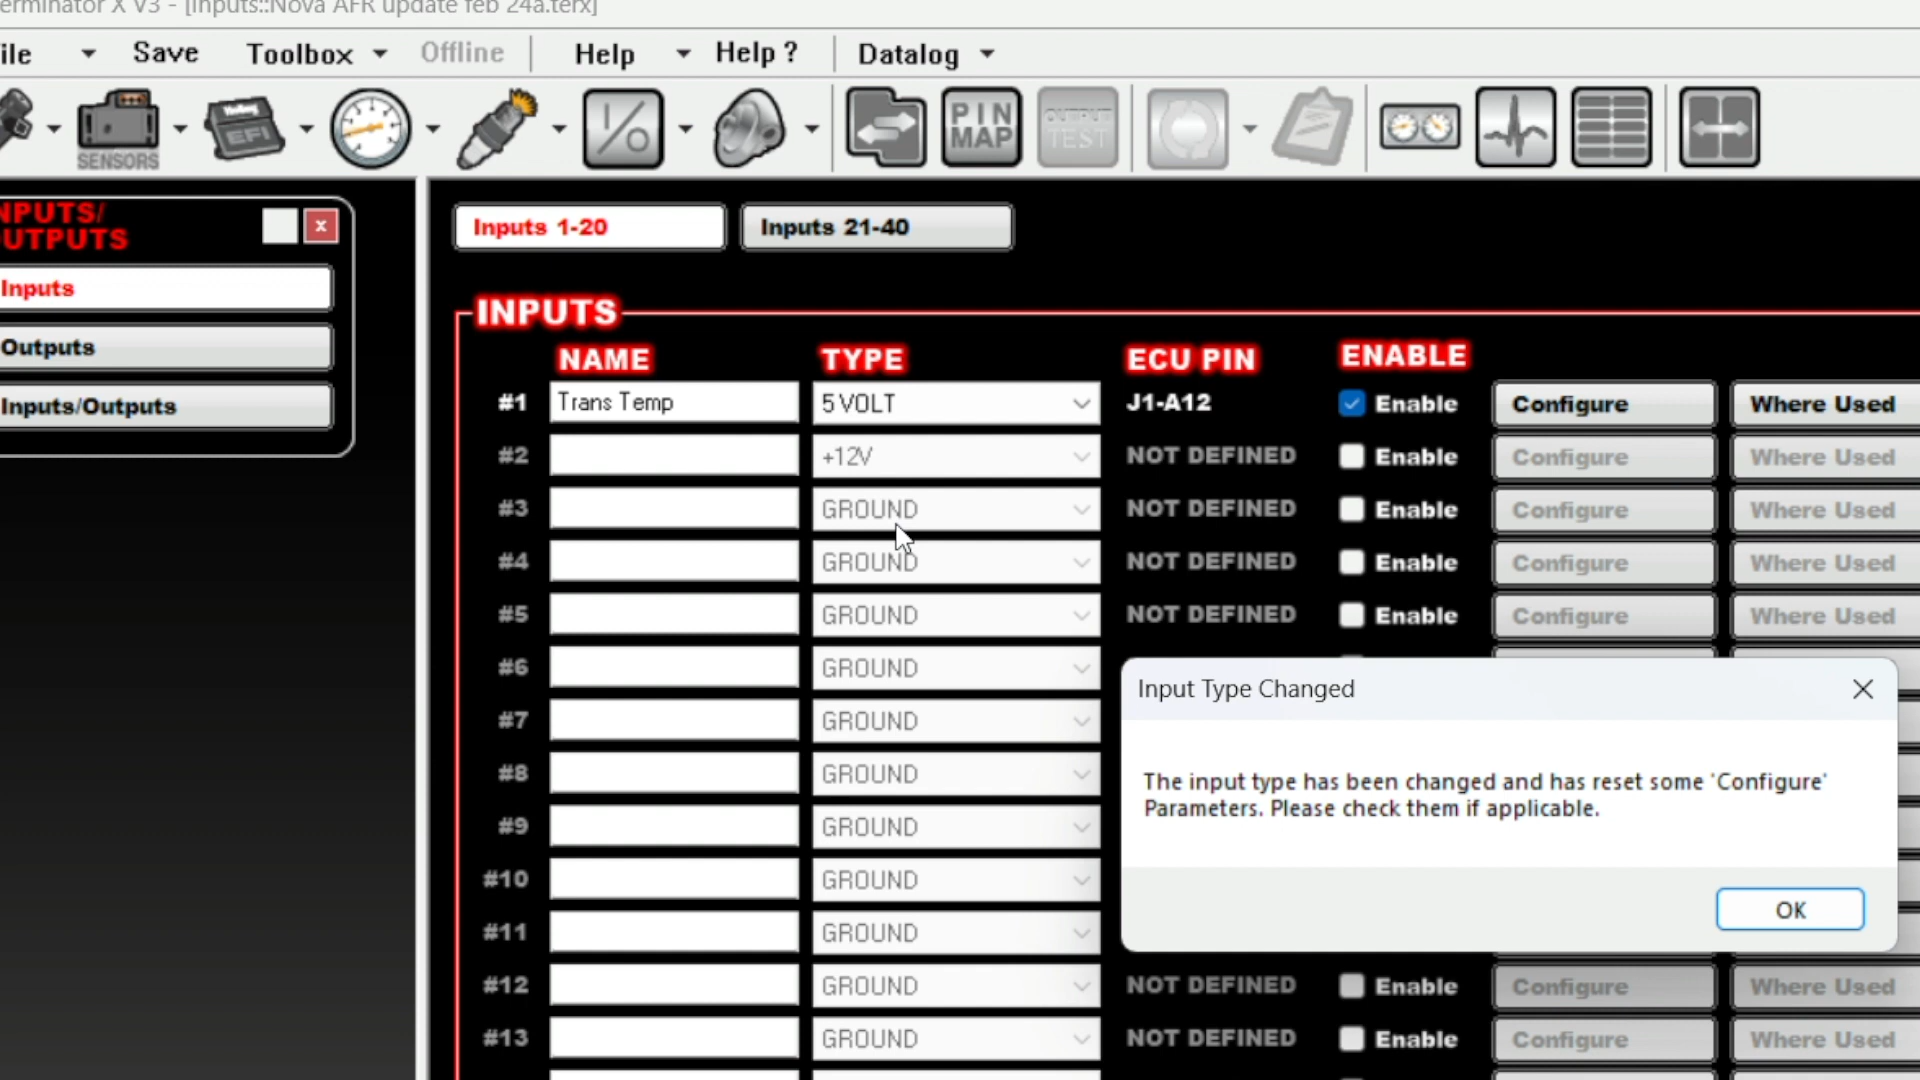 erminator X V3 - [Inputs::Nova AFR update feb 24a.terx]
ile Save Toolbox Offline Help Help ? Datalog
SENSORS
Holley
EFI
I/O
PIN
MAP
OUTPUT
TEST
NPUTS/
UTPUTS
x
Inputs
Outputs
Inputs/Outputs
Inputs 1-20 Inputs 21-40
INPUTS
NAME TYPE ECU PIN ENABLE
#1 Trans Temp 5 VOLT J1-A12 Enable Configure Where Used
#2 +12V NOT DEFINED Enable Configure Where Used
#3 GROUND NOT DEFINED Enable Configure Where Used
#4 GROUND NOT DEFINED Enable Configure Where Used
#5 GROUND NOT DEFINED Enable Configure Where Used
#6 GROUND
#7 GROUND
#8 GROUND
#9 GROUND
#10 GROUND
#11 GROUND
#12 GROUND NOT DEFINED Enable Configure Where Used
#13 GROUND NOT DEFINED Enable Configure Where Used
Input Type Changed
The input type has been changed and has reset some 'Configure'
Parameters. Please check them if applicable.
OK